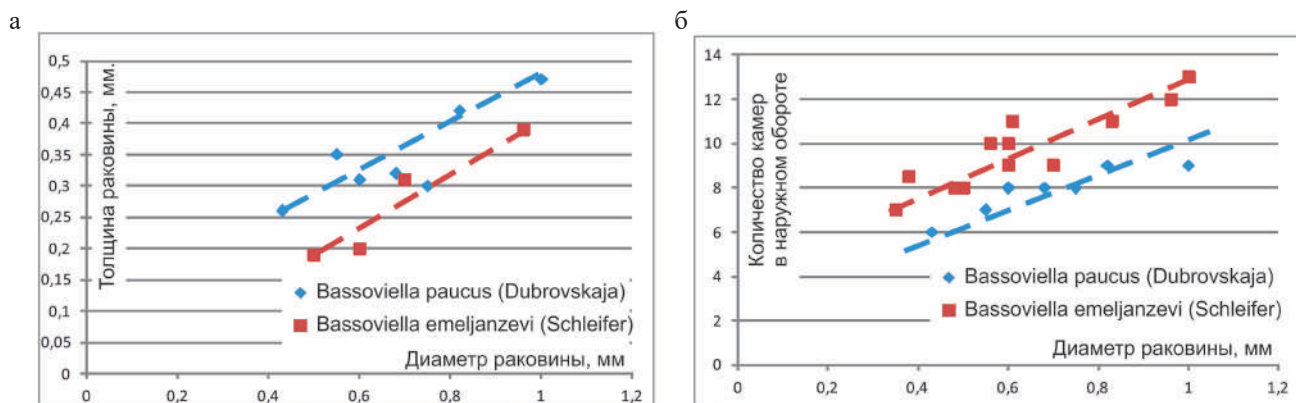 а
0,5
0,45
0,4
0,35
0,3
0,25
0,2
0,15
0,1
0,05
0
Толщина раковины, мм.
Bassoviella paucus (Dubrovskaja)
Bassoviella emeljanzevi (Schleifer)
Диаметр раковины, мм
0 0,2 0,4 0,6 0,8 1 1,2
б
14
12
10
8
6
4
2
0
Количество камер
в наружном обороте
Bassoviella paucus (Dubrovskaja)
Bassoviella emeljanzevi (Schleifer)
Диаметр раковины, мм
0 0,2 0,4 0,6 0,8 1 1,2